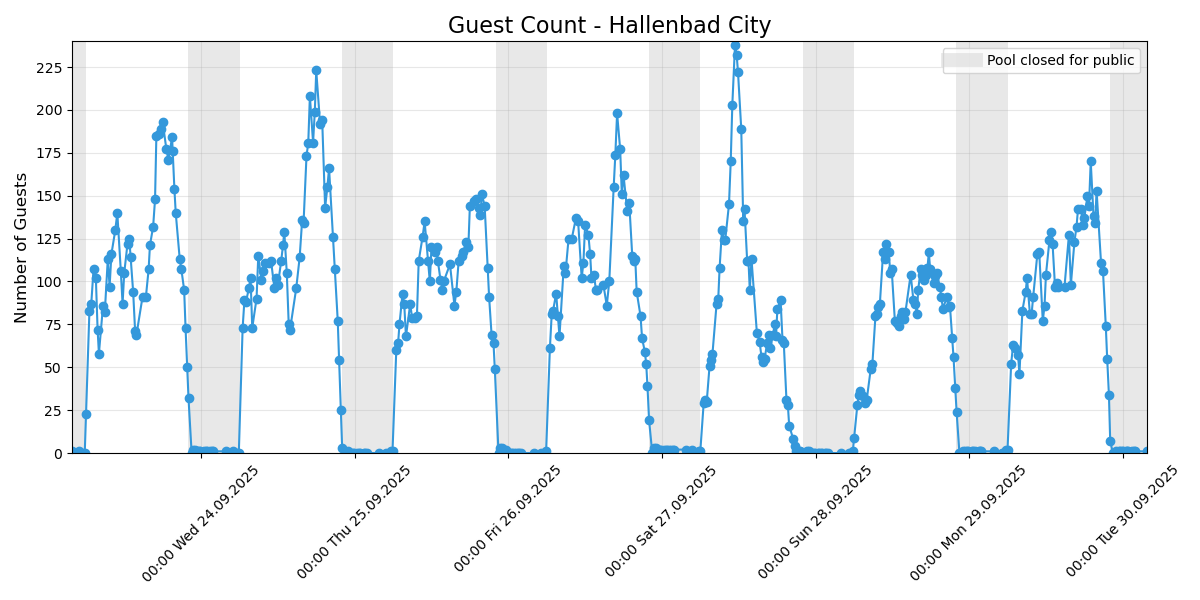 Guest Count - Hallenbad City
Pool closed for public
Number of Guests
225
200
175
150
125
100
75
50
25
0
00:00 Wed 24.09.2025
00:00 Thu 25.09.2025
00:00 Fri 26.09.2025
00:00 Sat 27.09.2025
00:00 Sun 28.09.2025
00:00 Mon 29.09.2025
00:00 Tue 30.09.2025